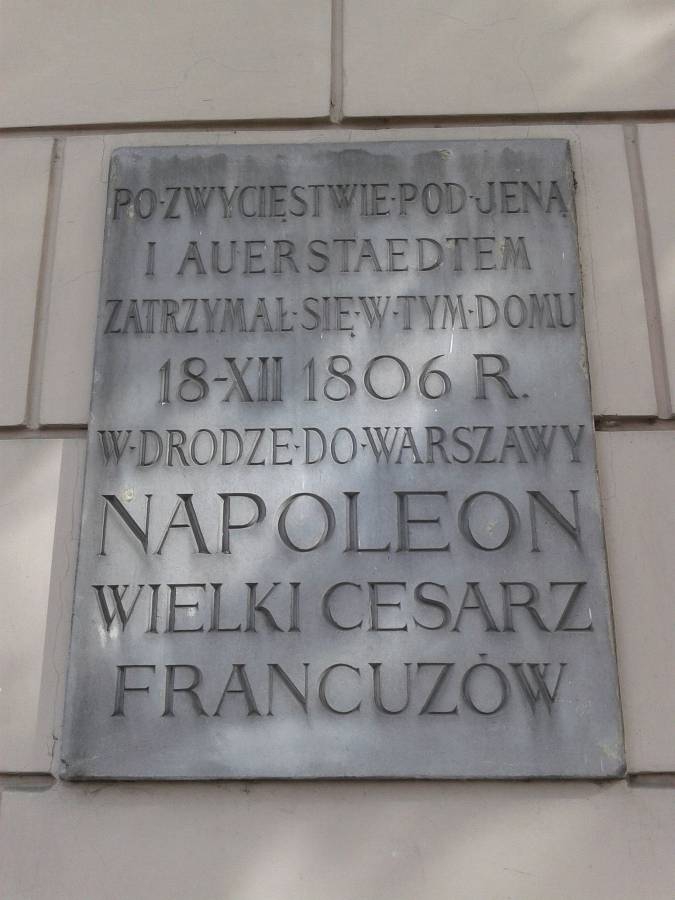 PO·ZWYCIĘSTWIE·POD·JENĄ
I AUERSTAEDTEM
ZATRZYMAŁ·SIĘ·W·TYM·DOMU
18-XII 1806 R.
W·DRODZE·DO·WARSZAWY
NAPOLEON
WIELKI CESARZ
FRANCUZÓW